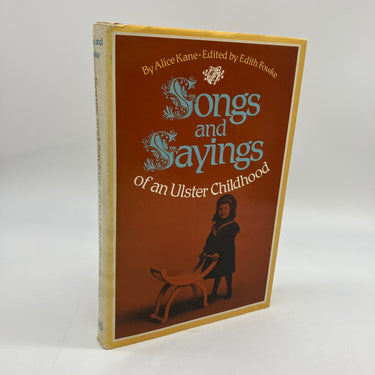 By Alice Kane • Edited by Edith Fowke
Songs
and
Sayings
of an Ulster Childhood